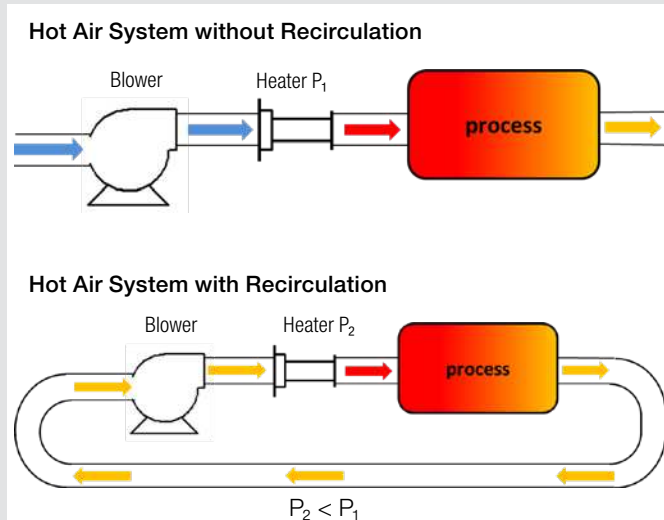 Hot Air System without Recirculation
Blower
Heater P₁
process
Hot Air System with Recirculation
Blower
Heater P₂
process
P₂ < P₁